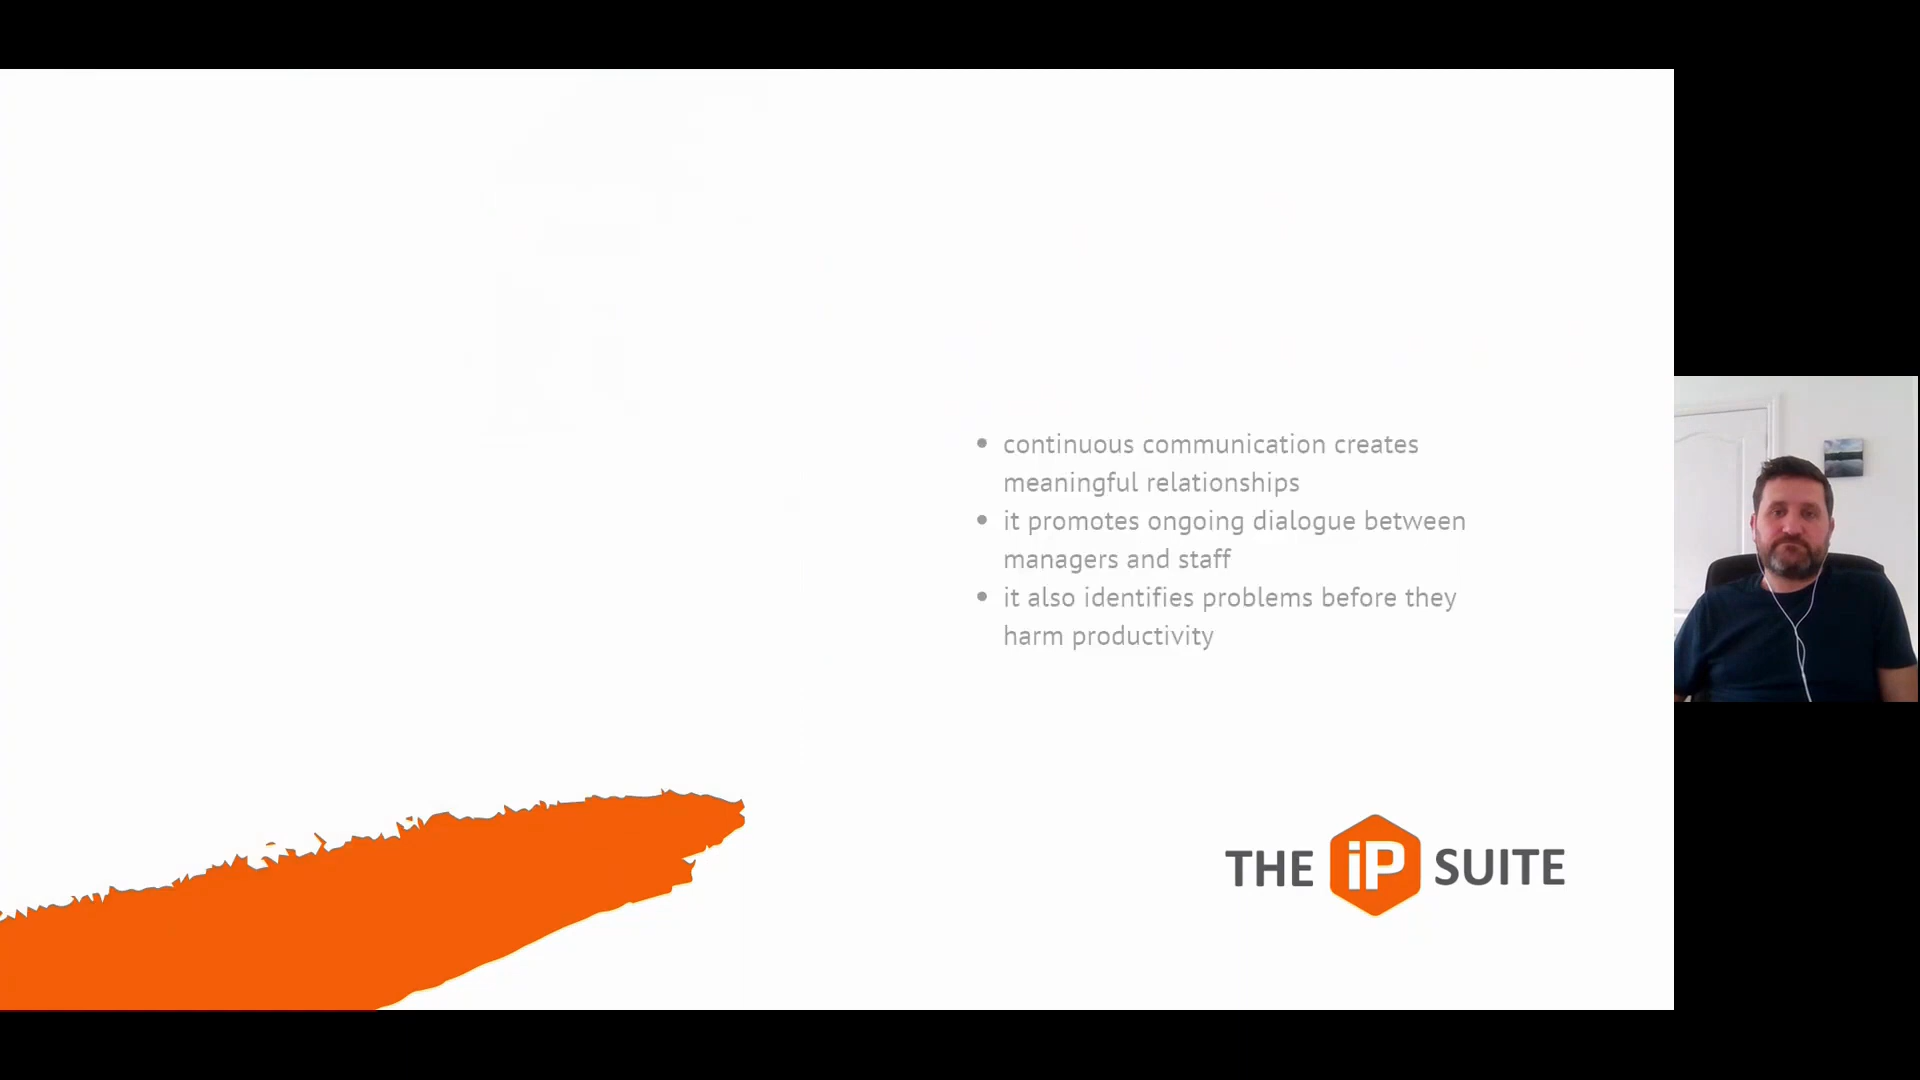 • continuous communication creates
meaningful relationships
• it promotes ongoing dialogue between
managers and staff
• it also identifies problems before they
harm productivity
THE iP SUITE